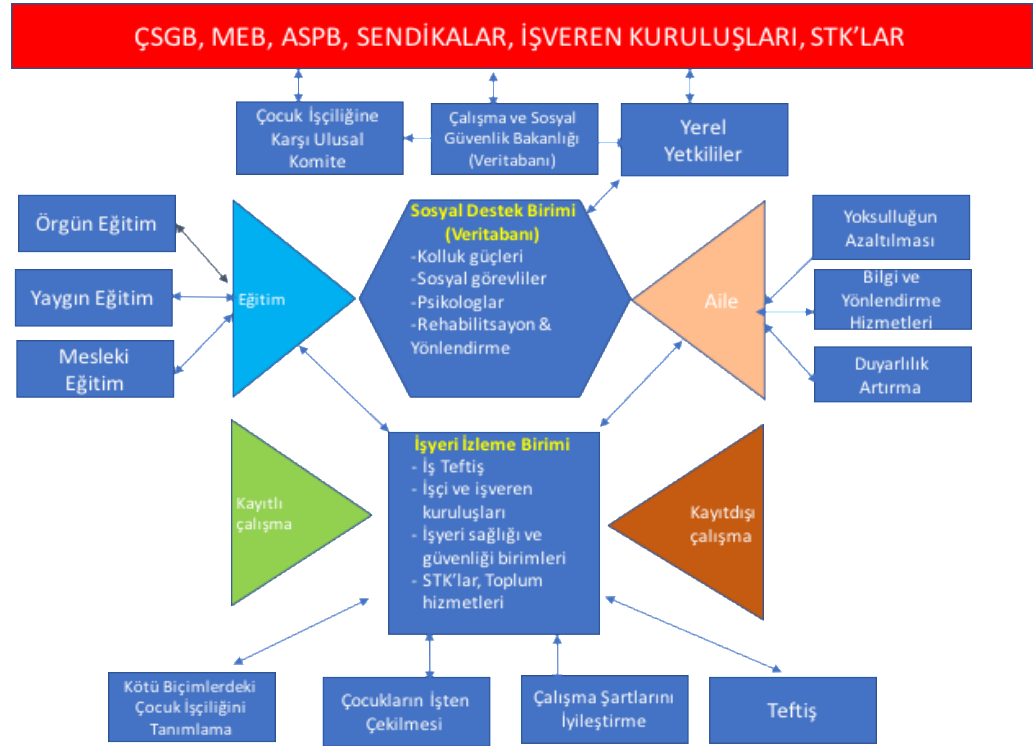 ÇSGB, MEB, ASPB, SENDİKALAR, İŞVEREN KURULUŞLARI, STK'LAR
Çocuk İşçiliğine
Karşı Ulusal
Komite
Çalışma ve Sosyal
Güvenlik Bakanlığı
(Veritabanı)
Yerel
Yetkililer
Örgün Eğitim
Yaygın Eğitim
Mesleki
Eğitim
Eğitim
Sosyal Destek Birimi
(Veritabanı)
-Kolluk güçleri
-Sosyal görevliler
-Psikologlar
-Rehabilitsayon &
Yönlendirme
Aile
Yoksulluğun
Azaltılması
Bilgi ve
Yönlendirme
Hizmetleri
Duyarlılık
Artırma
Kayıtlı
çalışma
İşyeri İzleme Birimi
- İş Teftiş
- İşçi ve işveren
kuruluşları
- İşyeri sağlığı ve
güvenliği birimleri
- STK'lar, Toplum
hizmetleri
Kayıtdışı
çalışma
Kötü Biçimlerdeki
Çocuk İşçiliğini
Tanımlama
Çocukların İşten
Çekilmesi
Çalışma Şartlarını
İyileştirme
Teftiş